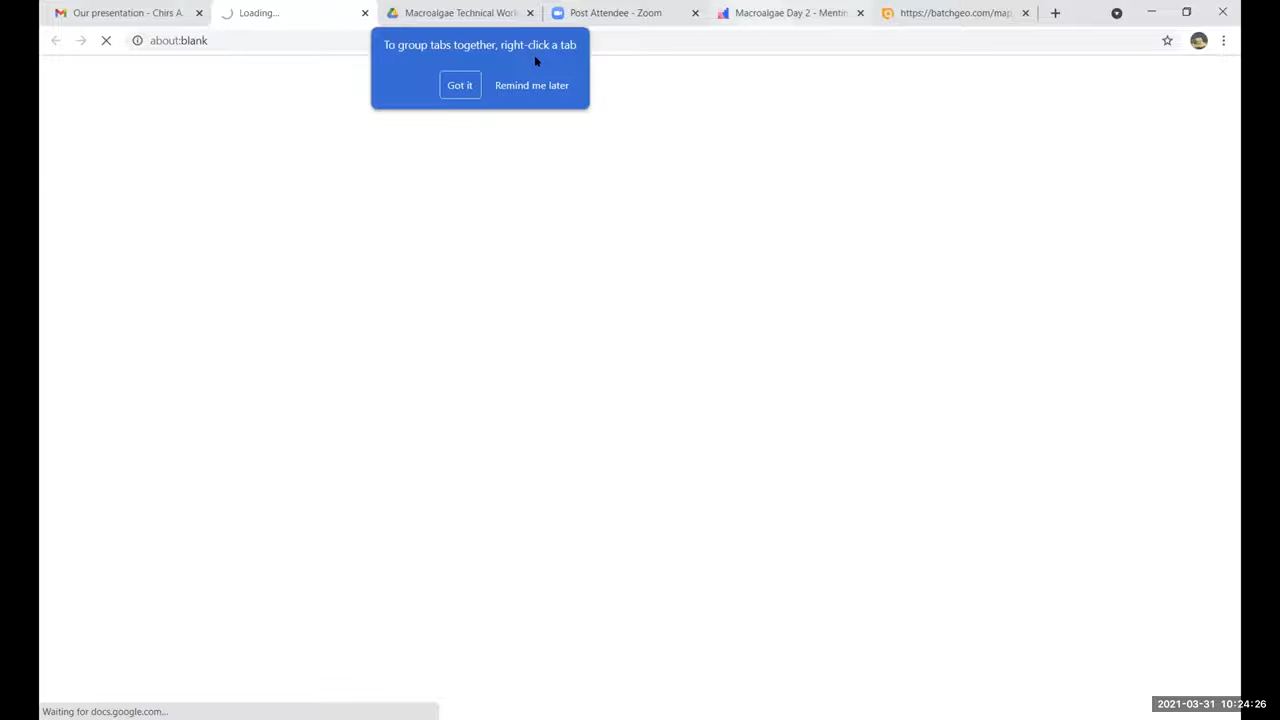 Our presentation - Chirs A.
Loading...
Macroalgae Technical Work
Post Attendee - Zoom
Macroalgae Day 2 - Mentin
https://batchgeo.com/map
about:blank
To group tabs together, right-click a tab
Got it
Remind me later
Waiting for docs.google.com...
2021-03-31 10:24:26